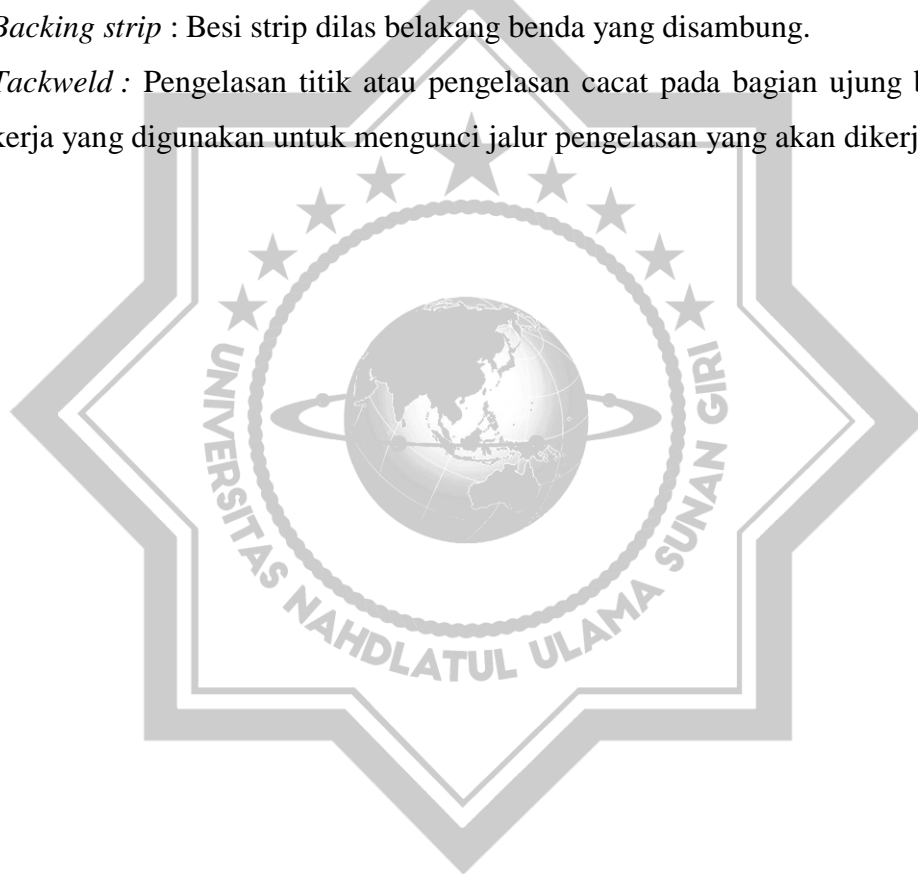 Backing strip : Besi strip dilas belakang benda yang disambung.
Tackweld : Pengelasan titik atau pengelasan cacat pada bagian ujung
kerja yang digunakan untuk mengunci jalur pengelasan yang akan
UNIVERSITAS NAHDLATUL ULAMA SUNAN GIRI